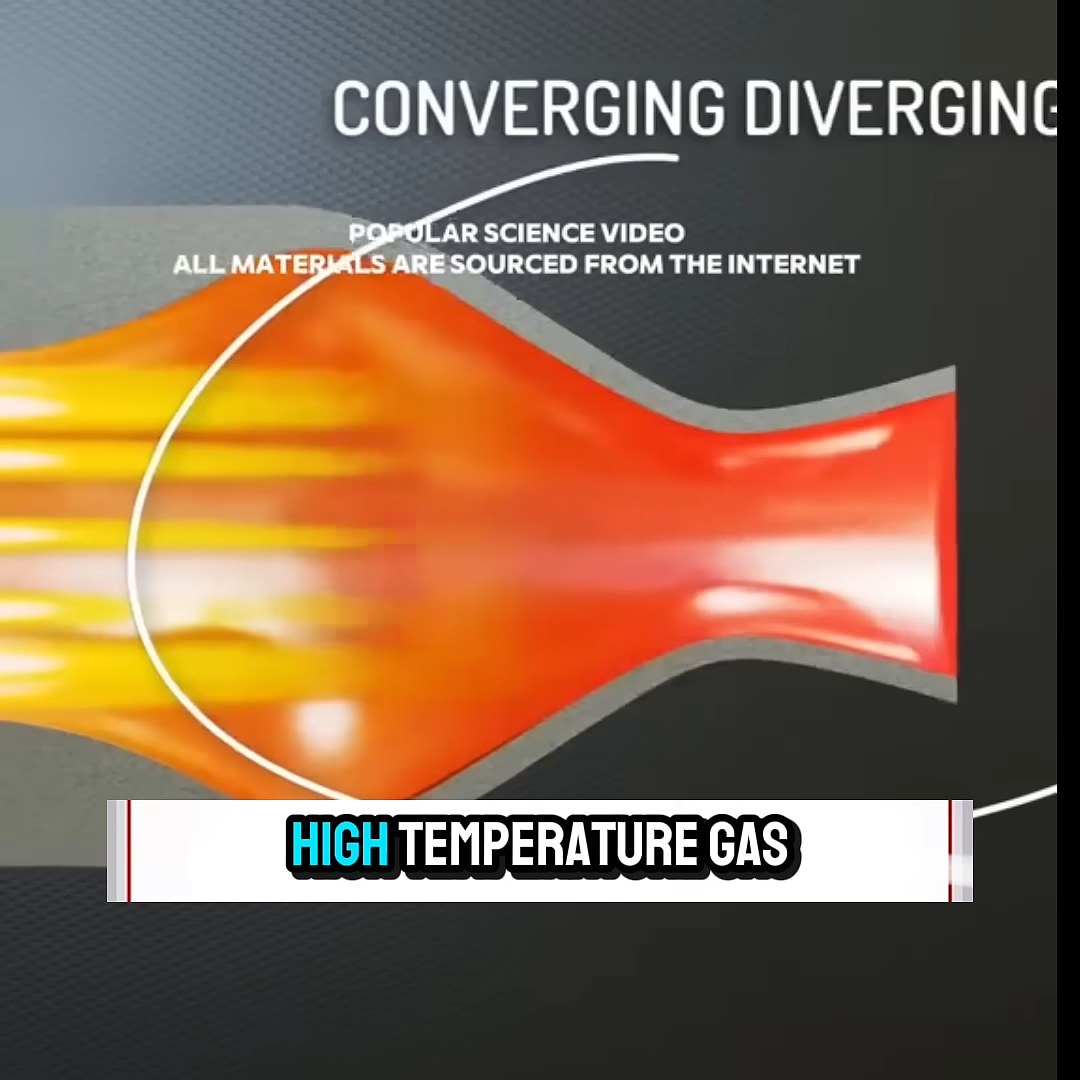 CONVERGING DIVERGING
POPULAR SCIENCE VIDEO
ALL MATERIALS ARE SOURCED FROM THE INTERNET
HIGH TEMPERATURE GAS